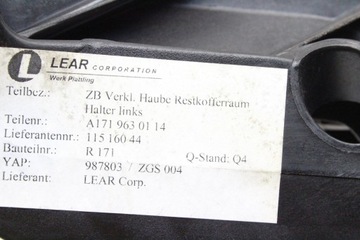 LEAR CORPORATION
Werk Plattling
Teilbez.: ZB Verkl. Haube Restkofferraum
Halter links
Teilenr.: A171 963 01 14
Lieferantennr.: 115 160 44
Bauteilnr.: R 171 Q-Stand: Q4
YAP: 987803 / ZGS 004
Lieferant: LEAR Corp.